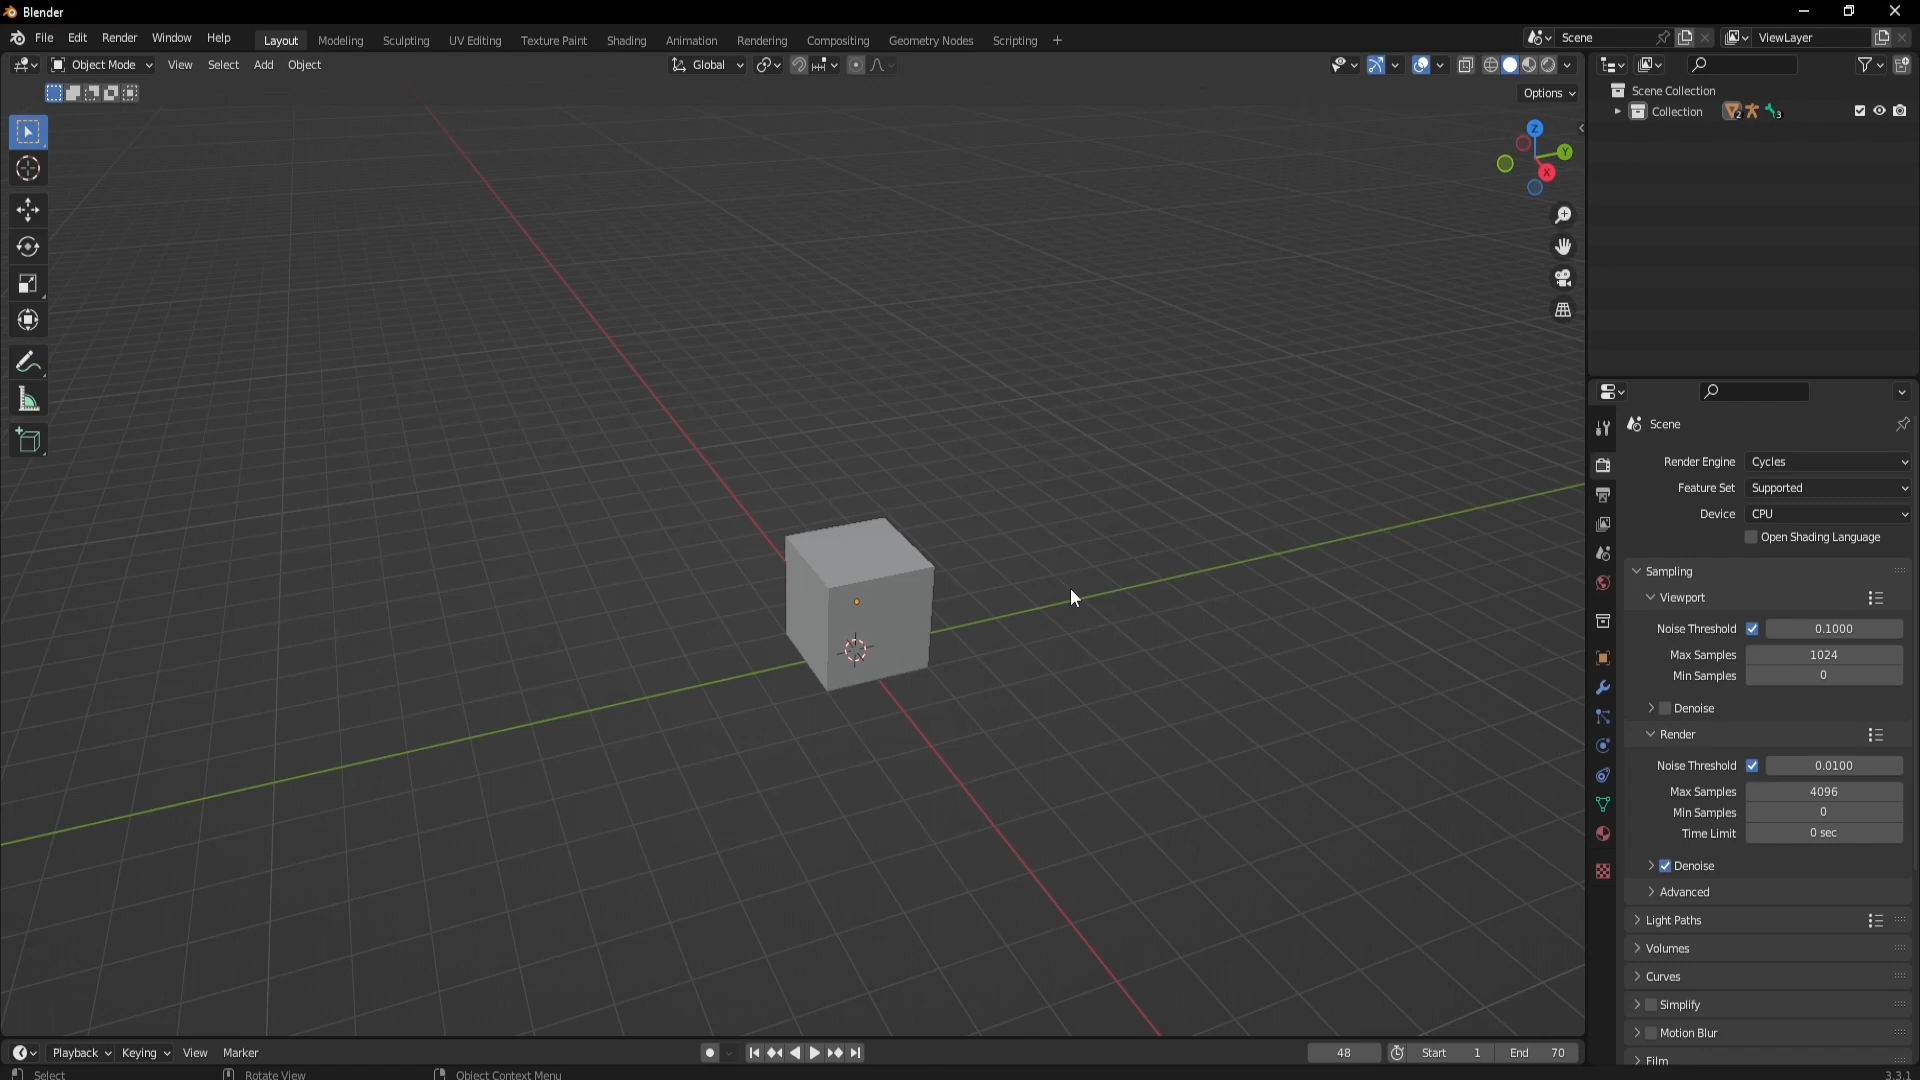 Blender
File Edit Render Window Help Layout Modeling Sculpting UV Editing Texture Paint Shading Animation Rendering Compositing Geometry Nodes Scripting + Scene ViewLayer
Object Mode View Select Add Object Global
Options
Scene Collection
Collection 2 3
Z
Y
X
Scene
Render Engine Cycles
Feature Set Supported
Device CPU
Open Shading Language
Sampling
Viewport
Noise Threshold 0.1000
Max Samples 1024
Min Samples 0
Denoise
Render
Noise Threshold 0.0100
Max Samples 4096
Min Samples 0
Time Limit 0 sec
Denoise
Advanced
Light Paths
Volumes
Curves
Simplify
Motion Blur
Film
Playback Keying View Marker 48 Start 1 End 70
Select Rotate View Object Context Menu 3.3.1